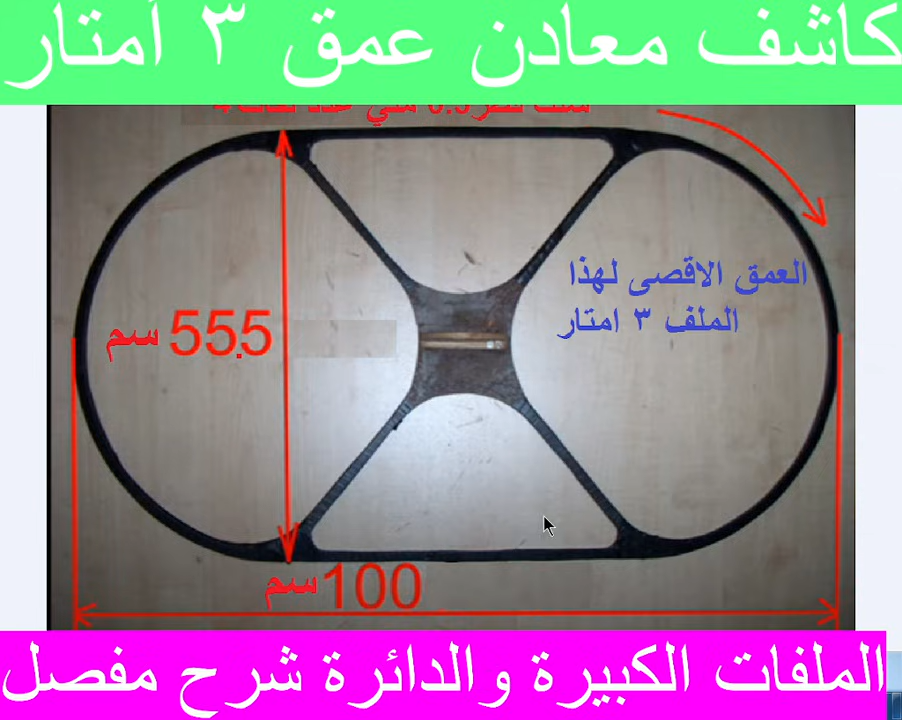 كاشف معادن عمق ٣ أمتار
العمق الاقصى لهذا
الملف ٣ امتار
55.5 سم
100 سم
الملفات الكبيرة والدائرة شرح مفصل